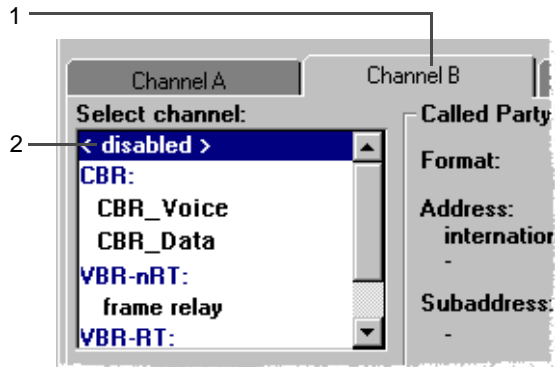 1
Channel A
Channel B
Select channel:
Called Party
2
< disabled >
CBR:
Format:
CBR_Voice
Address:
CBR_Data
internation
-
VBR-nRT:
frame relay
Subaddress:
VBR-RT:
-